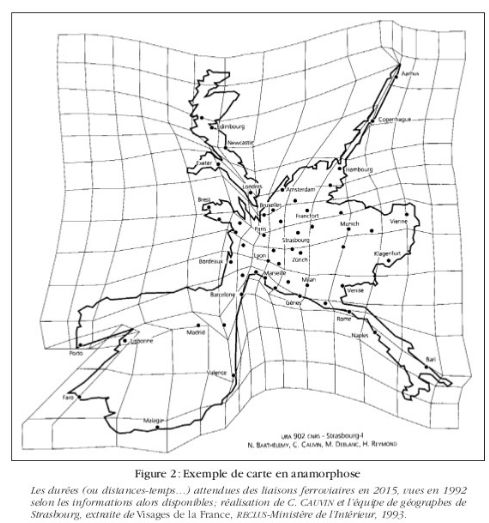 Aarhus
Copenhague
Edimbourg
Newcastle
Exeter
Hambourg
Londres
Amsterdam
Brest
Bruxelles
Francfort
Vienne
Paris
Munich
Strasbourg
Lyon
Zürich
Klagenfurt
Bordeaux
Marseille
Milan
Venise
Barcelone
Gênes
Rome
Madrid
Naples
Lisbonne
Porto
Bari
Valence
Faro
Malaga
URA 902 CNRS - Strasbourg-I
N. BARTHÉLEMY, C. CAUVIN, M. DEBLANC, H. REYMOND
Figure 2 : Exemple de carte en anamorphose
Les durées (ou distances-temps…) attendues des liaisons ferroviaires en 2015, vues en 1992
selon les informations alors disponibles ; réalisation de C. CAUVIN et l'équipe de géographes de
Strasbourg, extraite de Visages de la France, RECLUS-Ministère de l'Intérieur, 1993.